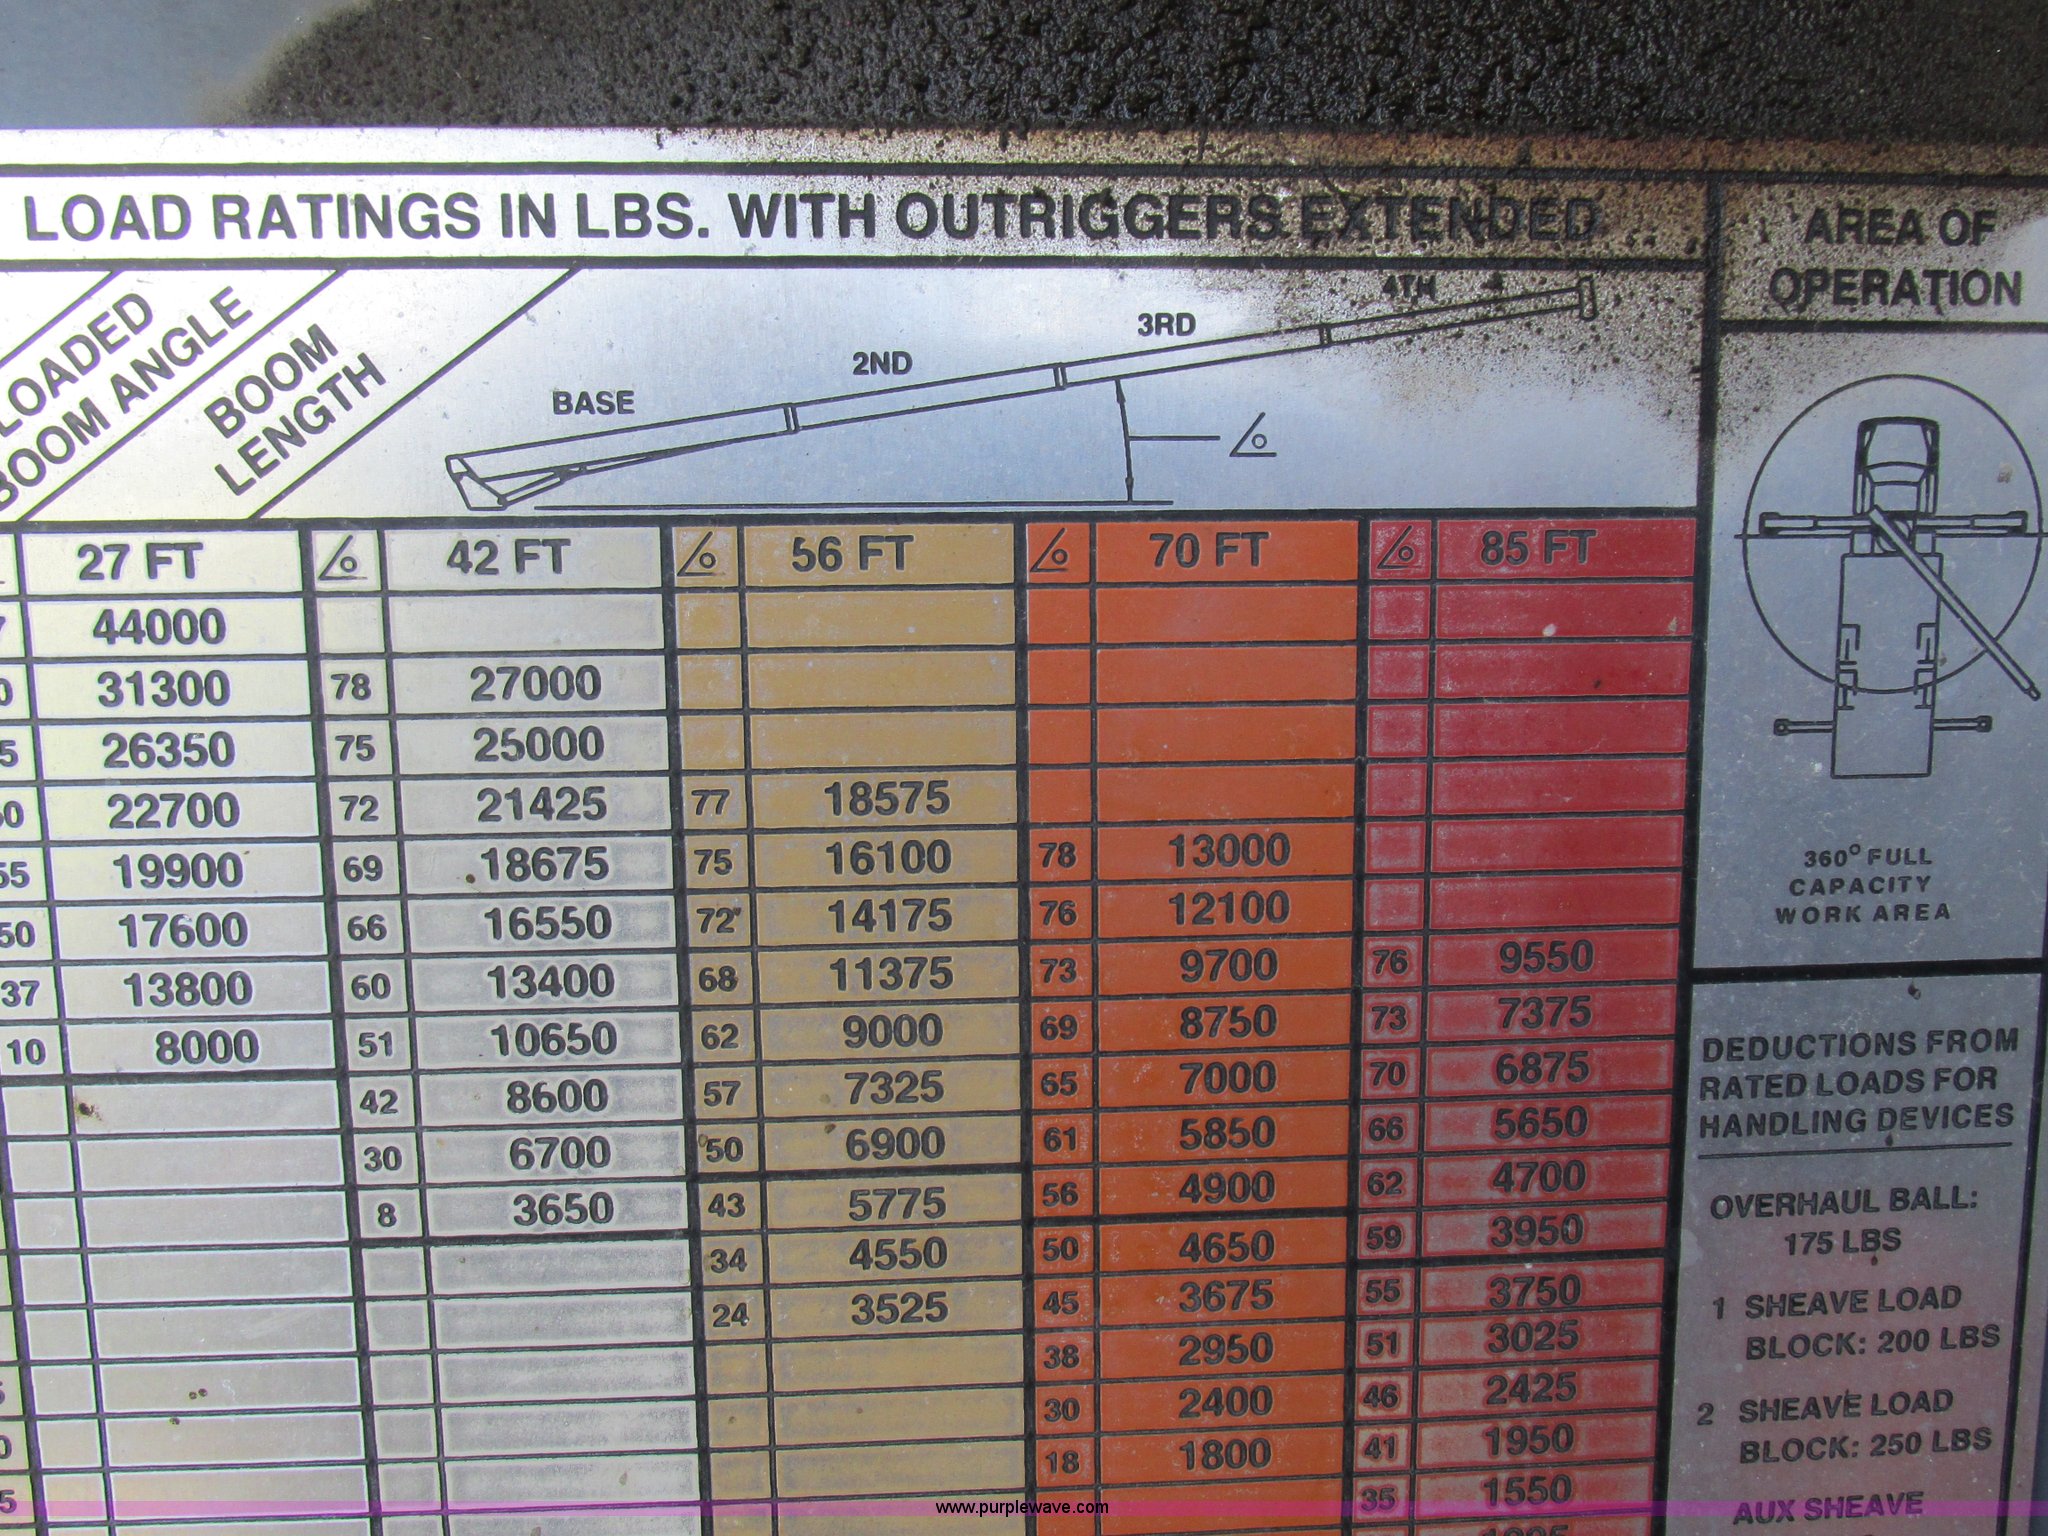 LOAD RATINGS IN LBS. WITH OUTRIGGERS EXTENDED
AREA OF
OPERATION
LOADED
BOOM ANGLE
BOOM
LENGTH
BASE
2ND
3RD
4TH
27 FT 42 FT 56 FT 70 FT 85 FT
44000
31300 78 27000
26350 75 25000
22700 72 21425 77 18575
55 19900 69 18675 75 16100 78 13000
50 17600 66 16550 72 14175 76 12100
37 13800 60 13400 68 11375 73 9700 76 9550
10 8000 51 10650 62 9000 69 8750 73 7375
42 8600 57 7325 65 7000 70 6875
30 6700 50 6900 61 5850 66 5650
8 3650 43 5775 56 4900 62 4700
34 4550 50 4650 59 3950
24 3525 45 3675 55 3750
38 2950 51 3025
30 2400 46 2425
18 1800 41 1950
35 1550
360° FULL
CAPACITY
WORK AREA
DEDUCTIONS FROM
RATED LOADS FOR
HANDLING DEVICES
OVERHAUL BALL:
175 LBS
1 SHEAVE LOAD
BLOCK: 200 LBS
2 SHEAVE LOAD
BLOCK: 250 LBS
AUX SHEAVE
www.purplewave.com